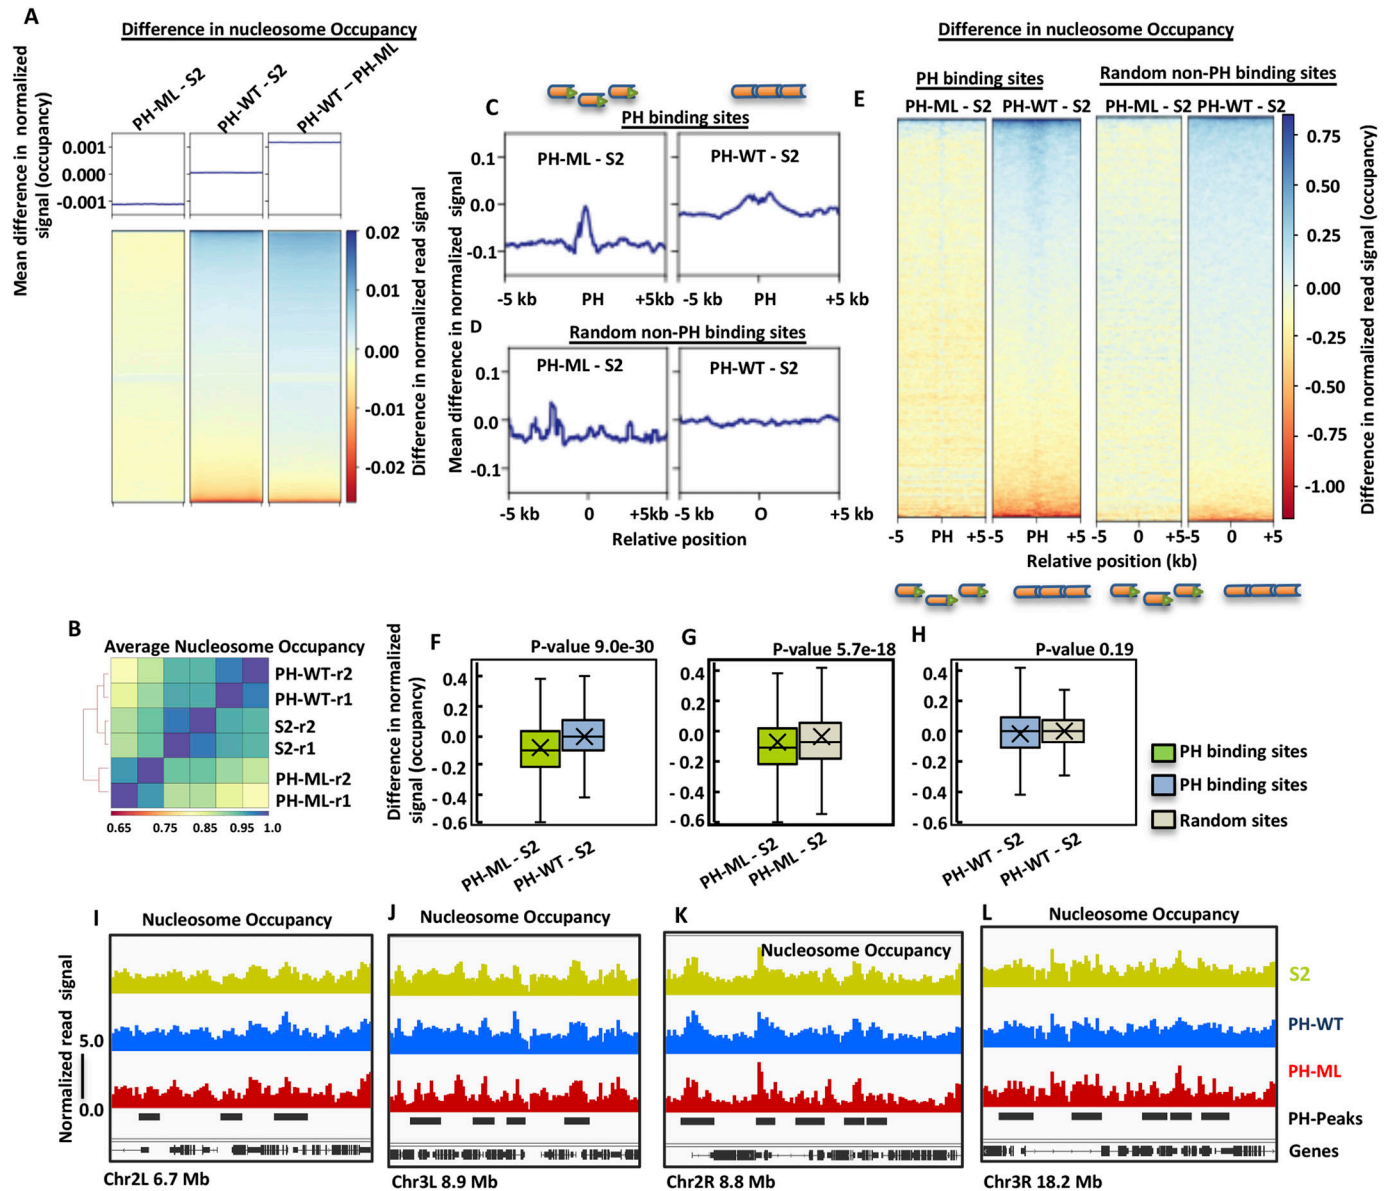 A
Difference in nucleosome Occupancy
PH-ML - S2
PH-WT - S2
PH-WT – PH-ML
Mean difference in normalized
signal (occupancy)
0.001
0.000
-0.001
0.02
0.01
0.00
-0.01
-0.02
Difference in normalized read signal
C
PH binding sites
PH-ML - S2
PH-WT - S2
0.1
0.0
-0.1
-5 kb
PH
+5kb
-5 kb
PH
+5 kb
Mean difference in normalized signal
D
Random non-PH binding sites
PH-ML - S2
PH-WT - S2
0.1
0.0
-0.1
-5 kb
0
+5kb
-5 kb
O
+5 kb
Relative position
Difference in nucleosome Occupancy
E
PH binding sites
Random non-PH binding sites
PH-ML - S2
PH-WT - S2
PH-ML - S2
PH-WT - S2
0.75
0.50
0.25
0.00
-0.25
-0.50
-0.75
-1.00
Difference in normalized read signal (occupancy)
-5 PH +5
-5 PH +5
-5 0 +5
-5 0 +5
Relative position (kb)
B
Average Nucleosome Occupancy
PH-WT-r2
PH-WT-r1
S2-r2
S2-r1
PH-ML-r2
PH-ML-r1
0.65 0.75 0.85 0.95 1.0
F
P-value 9.0e-30
Difference in normalized
signal (occupancy)
0.4
0.2
0.0
- 0.2
- 0.4
- 0.6
PH-ML - S2
PH-WT - S2
G
P-value 5.7e-18
0.4
0.2
0.0
- 0.2
- 0.4
- 0.6
PH-ML - S2
PH-ML - S2
H
P-value 0.19
0.4
0.2
0.0
- 0.2
- 0.4
- 0.6
PH-WT - S2
PH-WT - S2
PH binding sites
PH binding sites
Random sites
I
Nucleosome Occupancy
J
Nucleosome Occupancy
K
Nucleosome Occupancy
L
Nucleosome Occupancy
Normalized read signal
5.0
0.0
S2
PH-WT
PH-ML
PH-Peaks
Genes
Chr2L 6.7 Mb
Chr3L 8.9 Mb
Chr2R 8.8 Mb
Chr3R 18.2 Mb